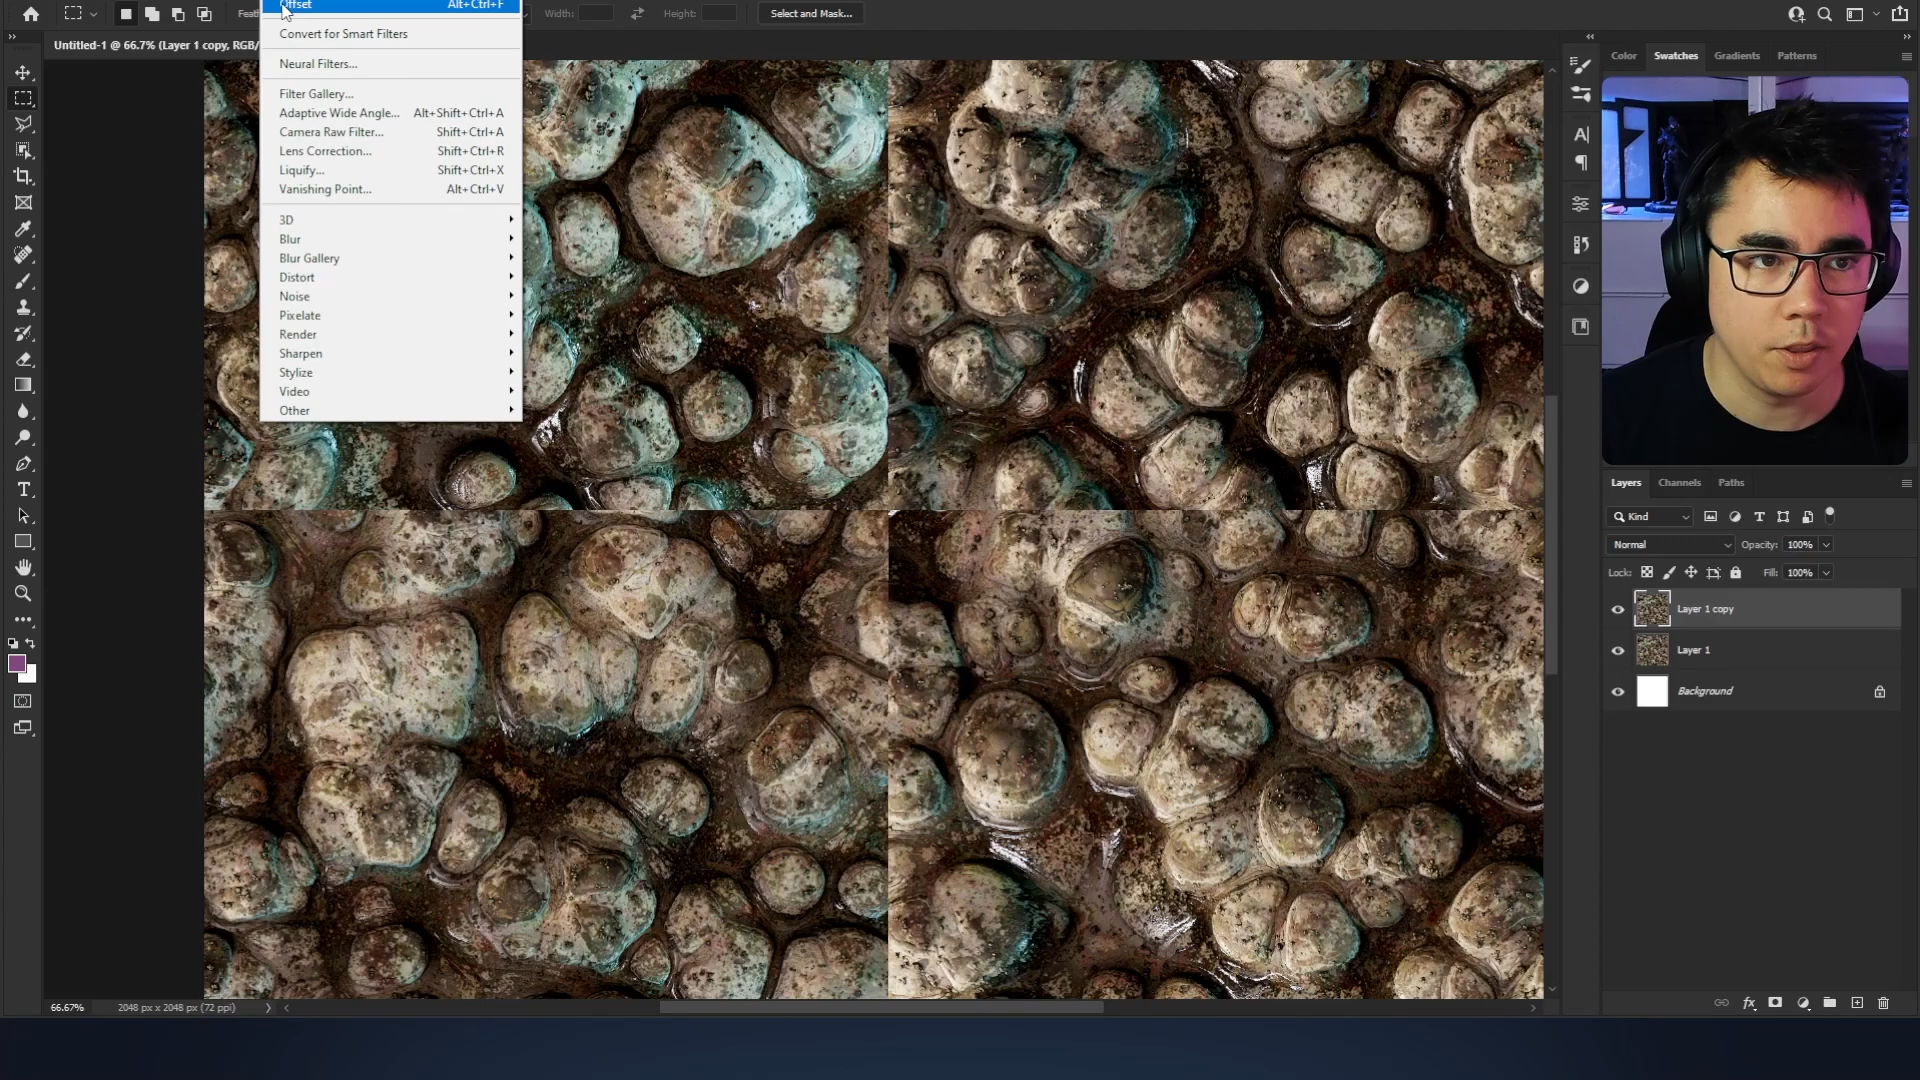 Offset Alt+Ctrl+F
Width: Height: Select and Mask...
Untitled-1 @ 66.7% (Layer 1 copy, RGB/
Convert for Smart Filters
Neural Filters...
Filter Gallery...
Adaptive Wide Angle... Alt+Shift+Ctrl+A
Camera Raw Filter... Shift+Ctrl+A
Lens Correction... Shift+Ctrl+R
Liquify... Shift+Ctrl+X
Vanishing Point... Alt+Ctrl+V
3D
Blur
Blur Gallery
Distort
Noise
Pixelate
Render
Sharpen
Stylize
Video
Other
Color Swatches Gradients Patterns
Layers Channels Paths
Kind
Normal Opacity: 100%
Lock: Fill: 100%
Layer 1 copy
Layer 1
Background
fx
66.67% 2048 px x 2048 px (72 ppi)